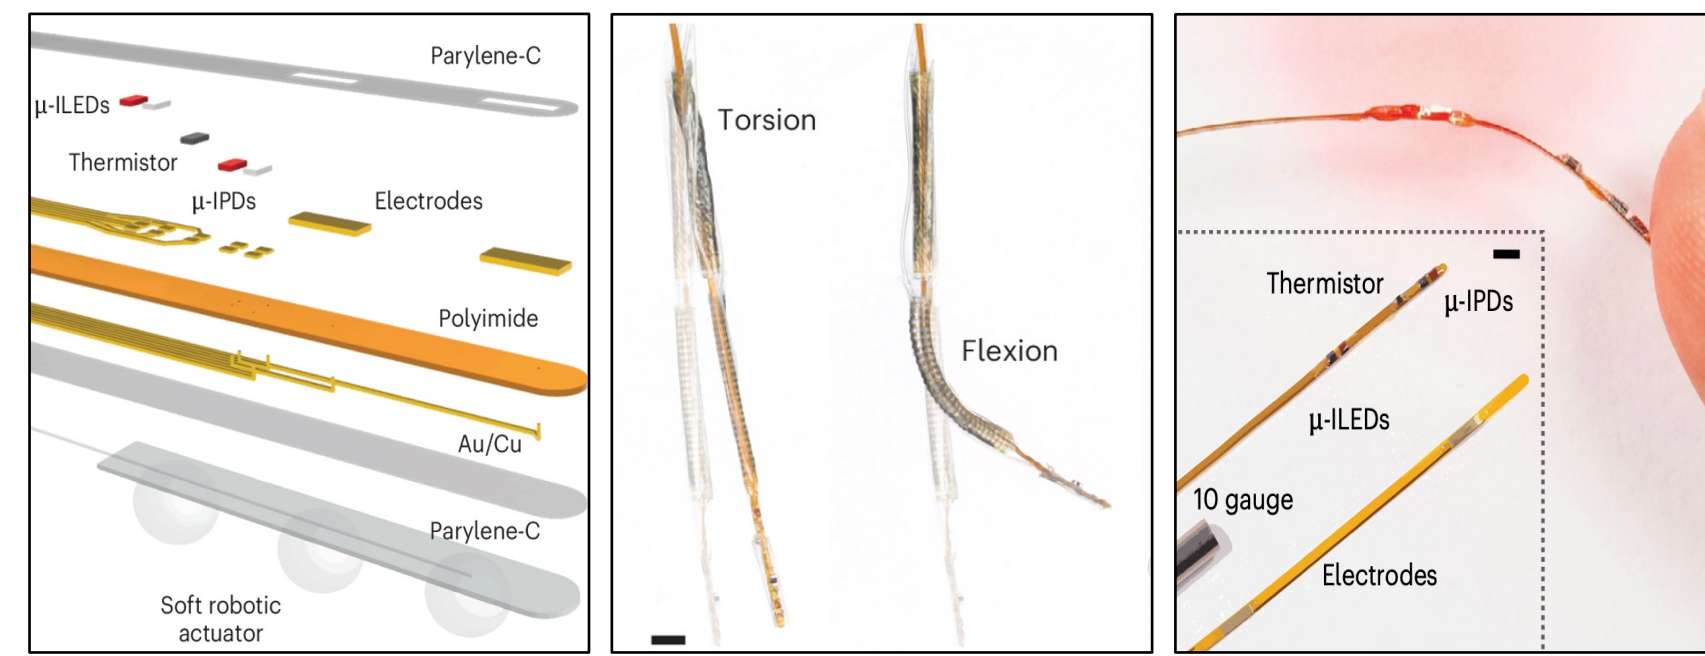 Parylene-C
μ-ILEDs
Thermistor
μ-IPDs
Electrodes
Polyimide
Au/Cu
Parylene-C
Soft robotic
actuator
Torsion
Flexion
Thermistor
μ-IPDs
μ-ILEDs
10 gauge
Electrodes